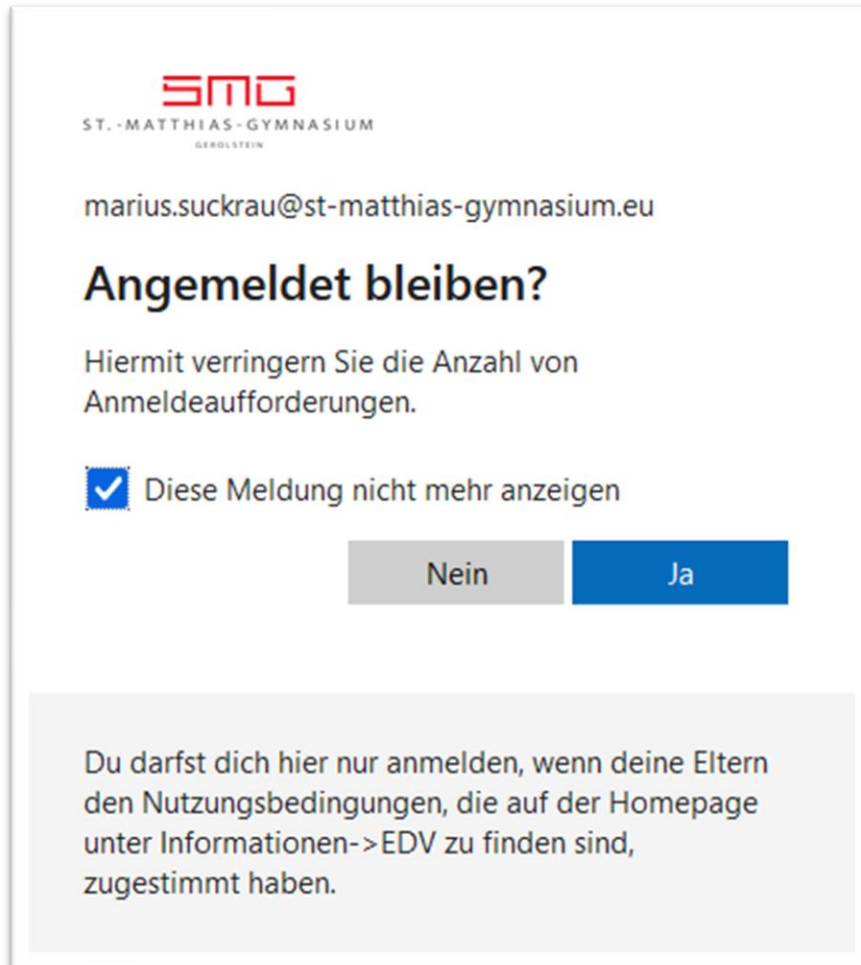 SMG
ST.-MATTHIAS-GYMNASIUM
GEROLSTEIN
marius.suckrau@st-matthias-gymnasium.eu
Angemeldet bleiben?
Hiermit verringern Sie die Anzahl von
Anmeldeaufforderungen.
Diese Meldung nicht mehr anzeigen
Nein Ja
Du darfst dich hier nur anmelden, wenn deine Eltern
den Nutzungsbedingungen, die auf der Homepage
unter Informationen->EDV zu finden sind,
zugestimmt haben.